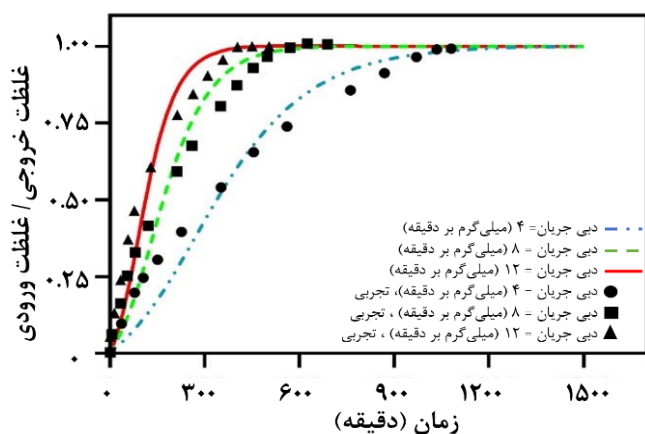 غلظت خروجی / غلظت ورودی
۱.۰۰
۰.۷۵
۰.۵۰
۰.۲۵
۰
دبی جریان= ۴ (میلی‌گرم بر دقیقه)
دبی جریان = ۸ (میلی‌گرم بر دقیقه)
دبی جریان – ۱۲ (میلی‌گرم بر دقیقه)
دبی جریان – ۴ (میلی‌گرم بر دقیقه)، تجربی
دبی جریان = ۸ (میلی‌گرم بر دقیقه) ، تجربی
دبی جریان – ۱۲ (میلی‌گرم بر دقیقه) ، تجربی
۰ ۳۰۰ ۶۰۰ ۹۰۰ ۱۲۰۰ ۱۵۰۰
زمان (دقیقه)